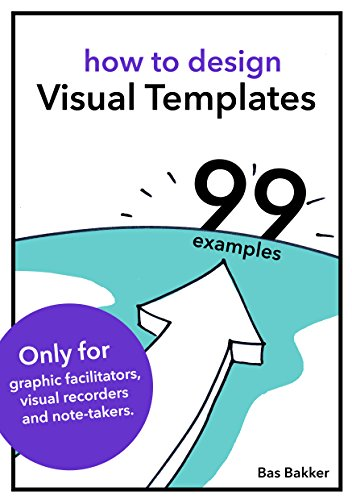 how to design
Visual Templates
99
examples
Only for
graphic facilitators,
visual recorders
and note-takers.
Bas Bakker